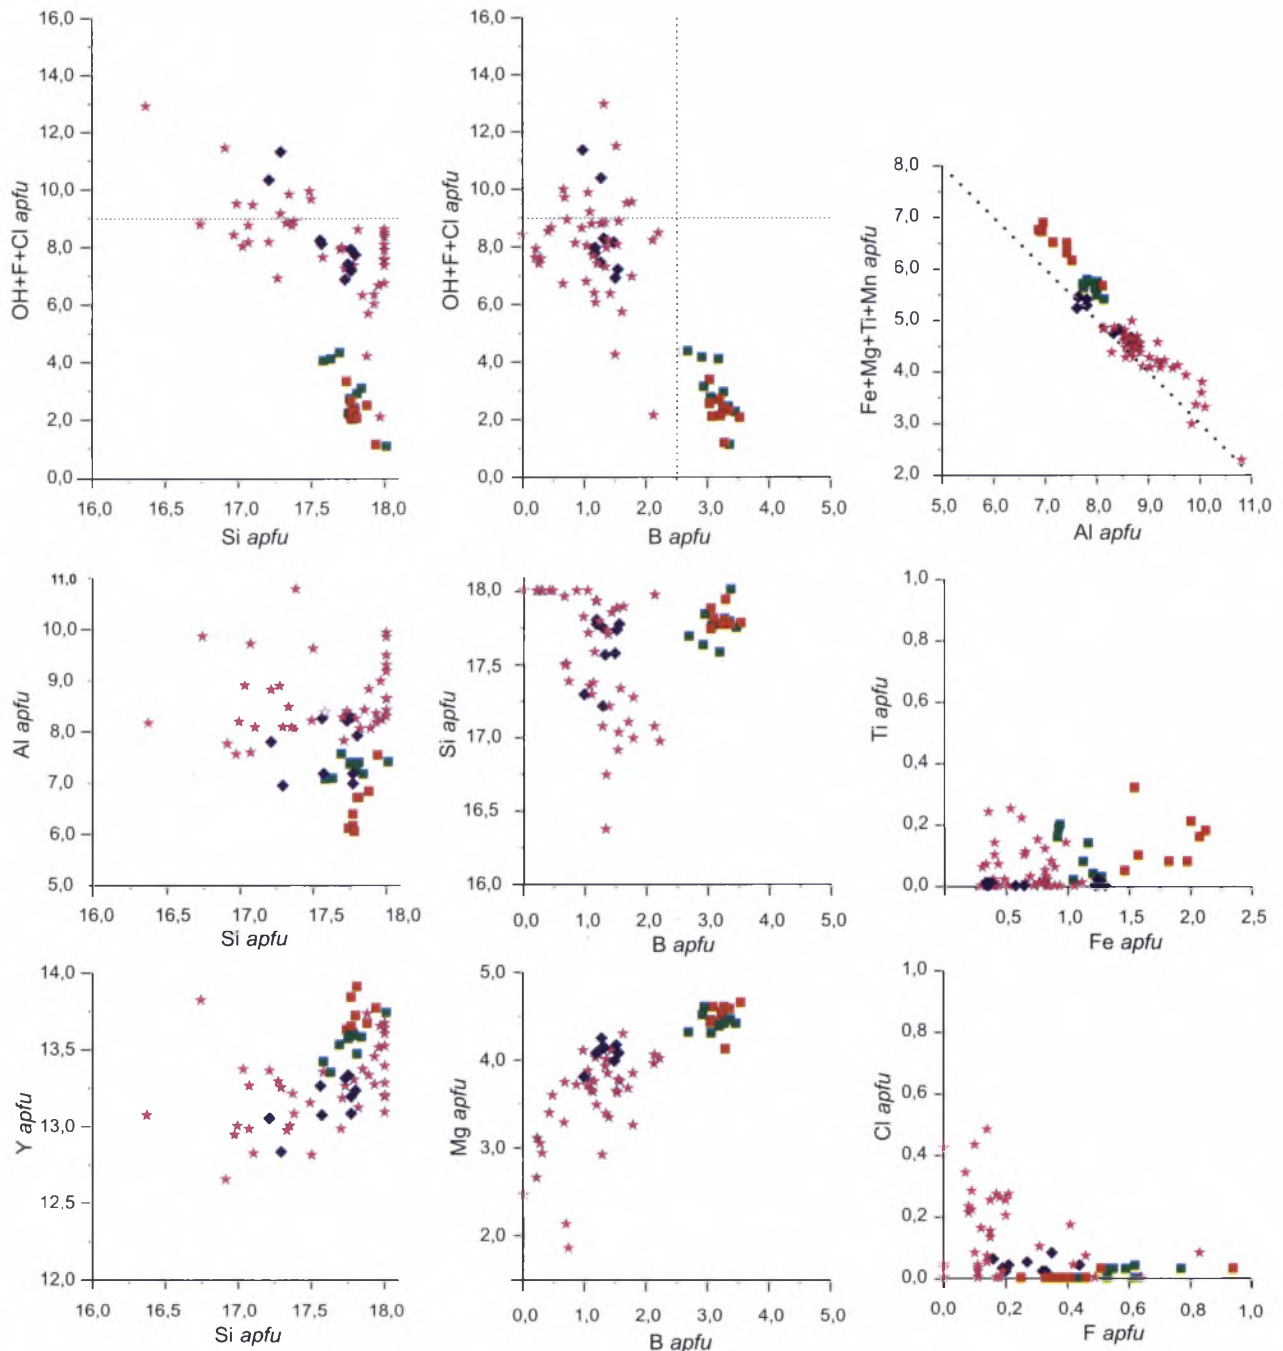 16,0
14,0
12,0
10,0
8,0
6,0
4,0
2,0
0,0
OH+F+Cl apfu
16,0 16,5 17,0 17,5 18,0
Si apfu
16,0
14,0
12,0
10,0
8,0
6,0
4,0
2,0
0,0
OH+F+Cl apfu
0,0 1,0 2,0 3,0 4,0 5,0
B apfu
8,0
7,0
6,0
5,0
4,0
3,0
2,0
Fe+Mg+Ti+Mn apfu
5,0 6,0 7,0 8,0 9,0 10,0 11,0
Al apfu
11,0
10,0
9,0
8,0
7,0
6,0
5,0
Al apfu
16,0 16,5 17,0 17,5 18,0
Si apfu
18,0
17,5
17,0
16,5
16,0
Si apfu
0,0 1,0 2,0 3,0 4,0 5,0
B apfu
1,0
0,8
0,6
0,4
0,2
0,0
Ti apfu
0,5 1,0 1,5 2,0 2,5
Fe apfu
14,0
13,5
13,0
12.5
12,0
Y apfu
16,0 16,5 17,0 17,5 18,0
Si apfu
5,0
4,0
3,0
2,0
Mg apfu
0,0 1,0 2,0 3,0 4,0 5,0
B apfu
1,0
0,8
0,6
0,4
0,2
0,0
Cl apfu
0,0 0,2 0,4 0,6 0,8 1,0
F apfu